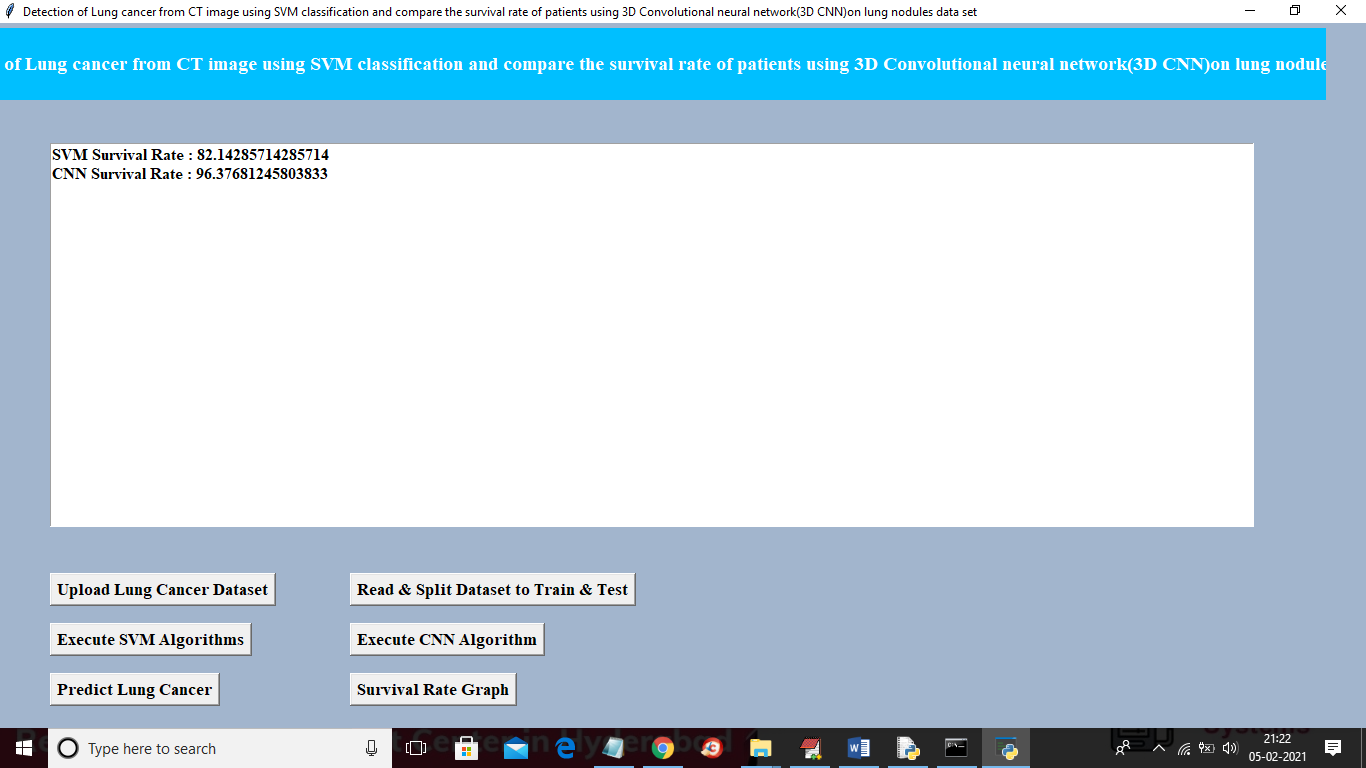 Detection of Lung cancer from CT image using SVM classification and compare the survival rate of patients using 3D Convolutional neural network(3D CNN)on lung nodules data set
of Lung cancer from CT image using SVM classification and compare the survival rate of patients using 3D Convolutional neural network(3D CNN)on lung nodule
SVM Survival Rate : 82.14285714285714
CNN Survival Rate : 96.37681245803833
Upload Lung Cancer Dataset
Read & Split Dataset to Train & Test
Execute SVM Algorithms
Execute CNN Algorithm
Predict Lung Cancer
Survival Rate Graph
Type here to search
21:22
05-02-2021